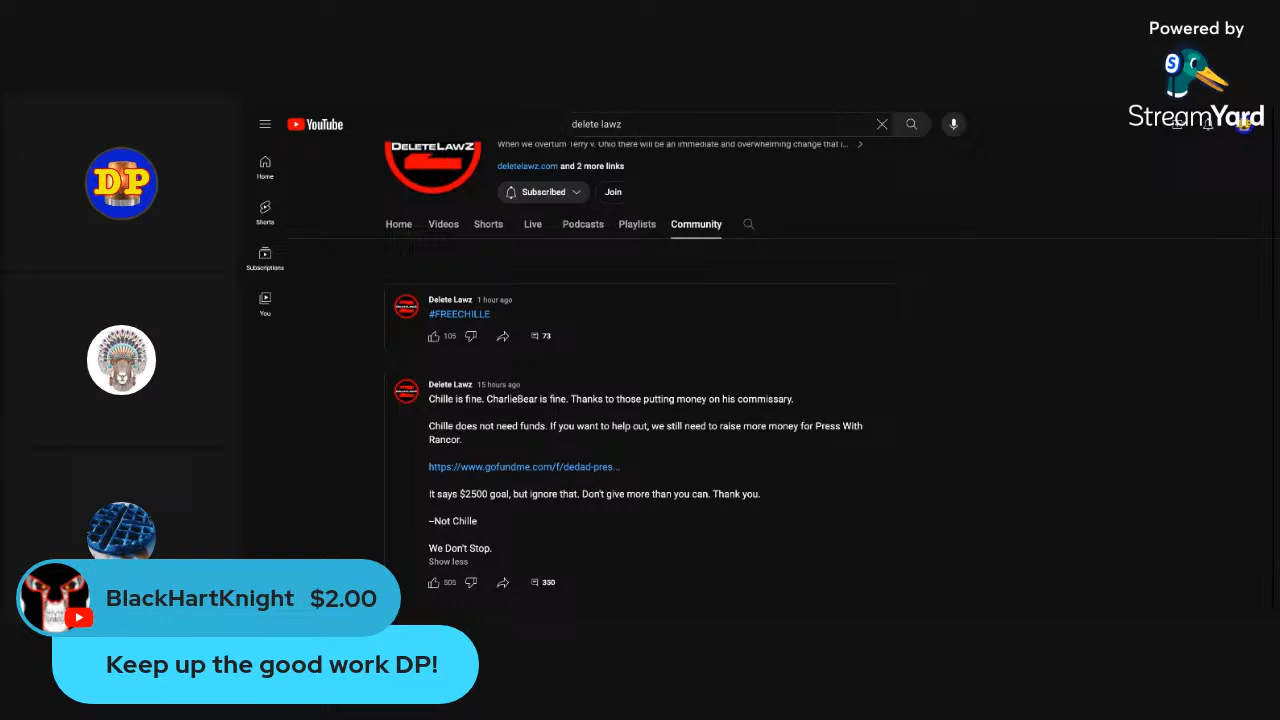 Powered by
StreamYard
YouTube
delete lawz
DELETELAWZ
When we overturn Terry v. Ohio there will be an immediate and overwhelming change that i...
deletelawz.com and 2 more links
Subscribed
Join
Home
Shorts
Subscriptions
You
Home Videos Shorts Live Podcasts Playlists Community
Delete Lawz 1 hour ago
#FREECHILLE
105
73
Delete Lawz 15 hours ago
Chille is fine. CharlieBear is fine. Thanks to those putting money on his commissary.
Chille does not need funds. If you want to help out, we still need to raise more money for Press With
Rancor.
https://www.gofundme.com/f/dedad-pres...
It says $2500 goal, but ignore that. Don't give more than you can. Thank you.
–Not Chille
We Don't Stop.
Show less
505
350
DP
BlackHartKnight $2.00
Keep up the good work DP!